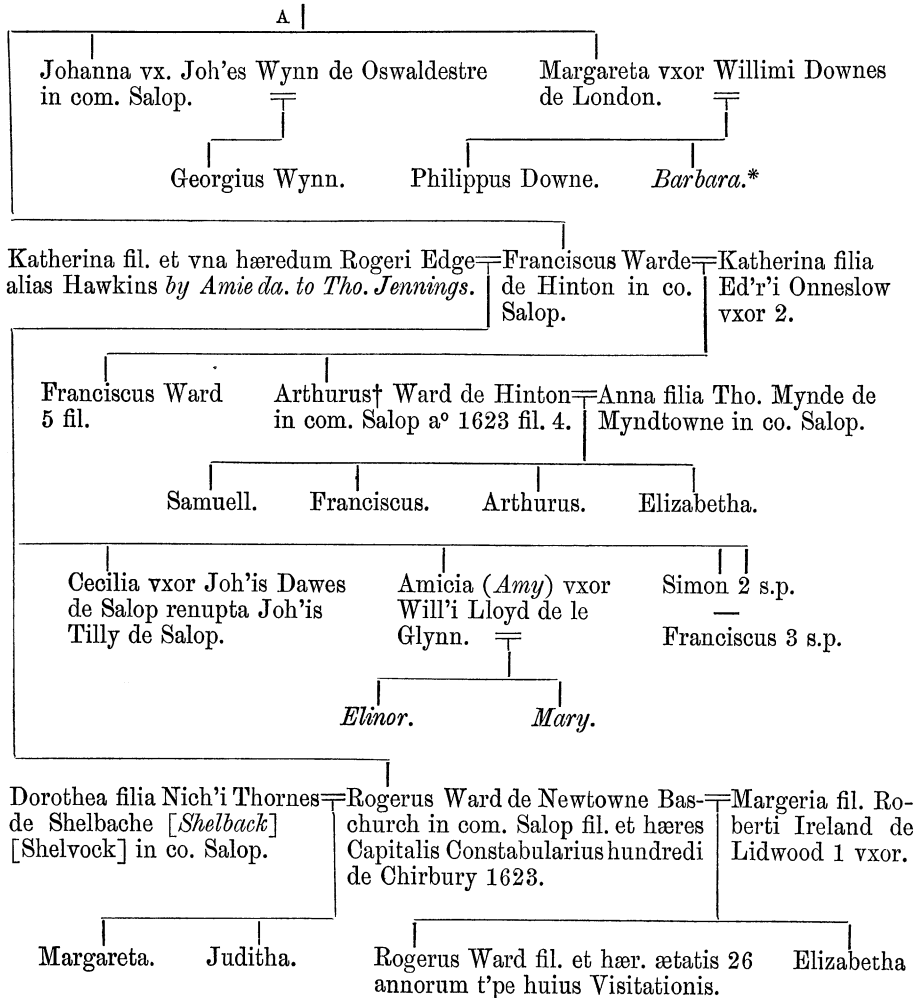 A
Johanna vx. Joh'es Wynn de Oswaldestre
in com. Salop.
Margareta vxor Willimi Downes
de London.
Georgius Wynn.
Philippus Downe.
Barbara.*
Katherina fil. et vna hæredum Rogeri Edge
alias Hawkins by Amie da. to Tho. Jennings.
Franciscus Warde
de Hinton in co.
Salop.
Katherina filia
Ed'r'i Onneslow
vxor 2.
Franciscus Ward
5 fil.
Arthurus† Ward de Hinton
in com. Salop aº 1623 fil. 4.
Anna filia Tho. Mynde de
Myndtowne in co. Salop.
Samuell.
Franciscus.
Arthurus.
Elizabetha.
Cecilia vxor Joh'is Dawes
de Salop renupta Joh'is
Tilly de Salop.
Amicia (Amy) vxor
Will'i Lloyd de le
Glynn.
Simon 2 s.p.
Franciscus 3 s.p.
Elinor.
Mary.
Dorothea filia Nich'i Thornes
de Shelbache [Shelback]
[Shelvock] in co. Salop.
Rogerus Ward de Newtowne Bas-
church in com. Salop fil. et hæres
Capitalis Constabularius hundredi
de Chirbury 1623.
Margeria fil. Ro-
berti Ireland de
Lidwood 1 vxor.
Margareta.
Juditha.
Rogerus Ward fil. et hær. ætatis 26
annorum t'pe huius Visitationis.
Elizabetha